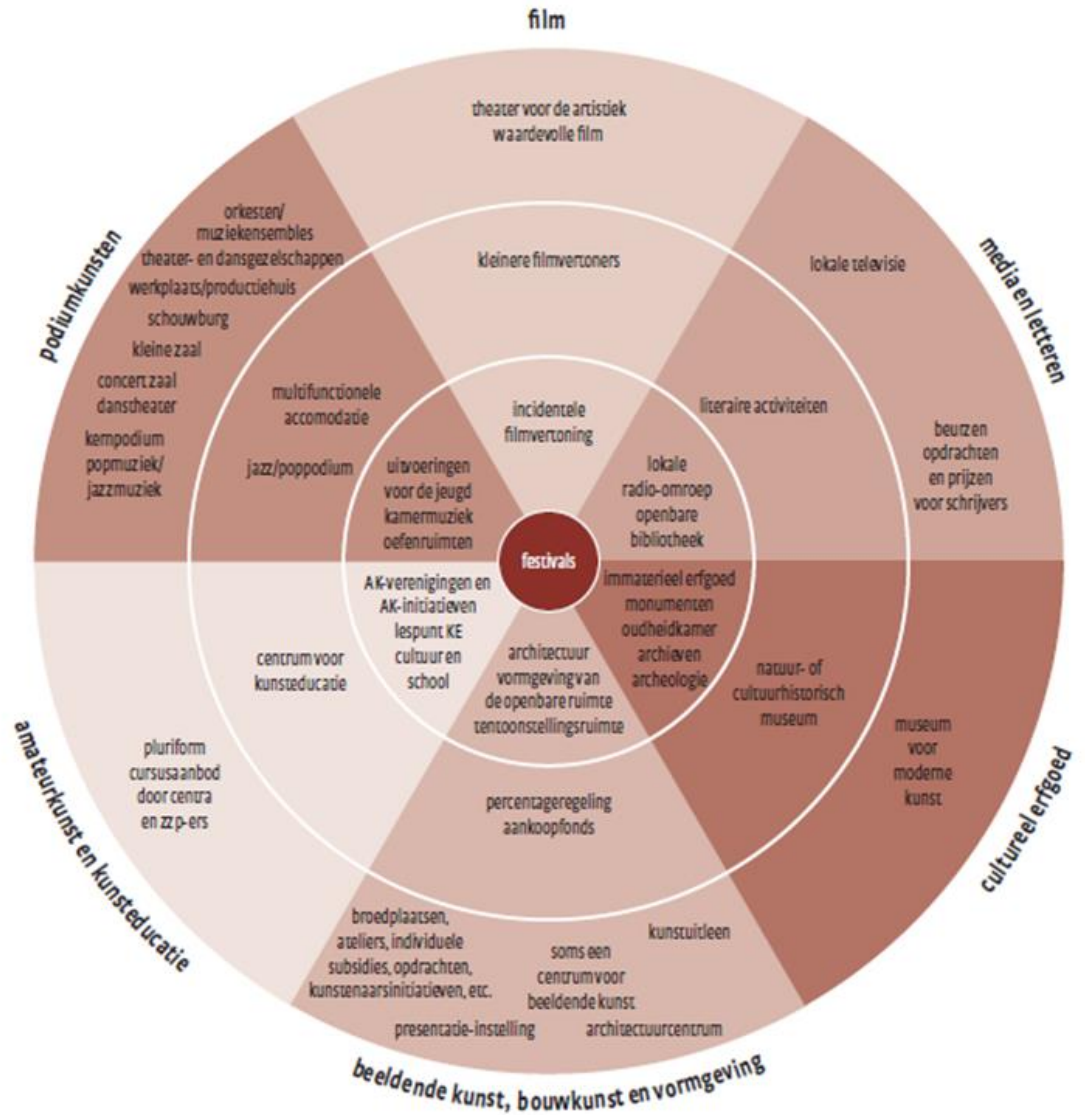 film
theater voor de artistiek
waardevolle film
kleinere filmvertoners
incidentele
filmvertoning
media en letteren
lokale televisie
beurzen
opdrachten
en prijzen
voor schrijvers
literaire activiteiten
lokale
radio-omroep
openbare
bibliotheek
cultureel erfgoed
museum
voor
moderne
kunst
natuur- of
cultuurhistorisch
museum
immaterieel erfgoed
monumenten
oudheidkamer
archieven
archeologie
beeldende kunst, bouwkunst en vormgeving
architectuur
vormgeving van
de openbare ruimte
tentoonstellingsruimte
percentageregeling
aankoopfonds
broedplaatsen,
ateliers, individuele
subsidies, opdrachten,
kunstenaarsinitiatieven, etc.
kunstuitleen
soms een
centrum voor
beeldende kunst
presentatie-instelling
architectuurcentrum
amateurkunst en kunsteducatie
pluriform
cursusaanbod
door centra
en zzp-ers
centrum voor
kunsteducatie
AK-verenigingen en
AK-initiatieven
lespunt KE
cultuur en
school
podiumkunsten
orkesten/
muziekensembles
theater- en dansgezelschappen
werkplaats/productiehuis
schouwburg
kleine zaal
concert zaal
danstheater
kernpodium
popmuziek/
jazzmuziek
multifunctionele
accomodatie
jazz/poppodium
uitvoeringen
voor de jeugd
kamermuziek
oefenruimten
festivals